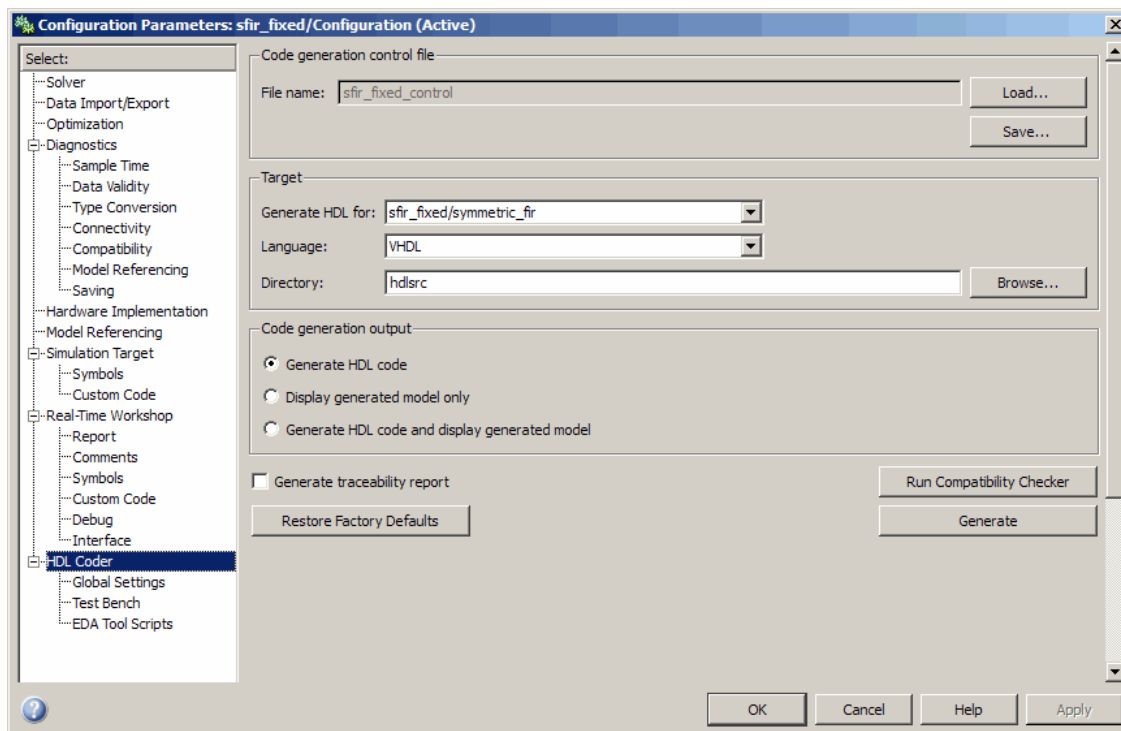 Configuration Parameters: sfir_fixed/Configuration (Active)
Select:
Solver
Data Import/Export
Optimization
Diagnostics
Sample Time
Data Validity
Type Conversion
Connectivity
Compatibility
Model Referencing
Saving
Hardware Implementation
Model Referencing
Simulation Target
Symbols
Custom Code
Real-Time Workshop
Report
Comments
Symbols
Custom Code
Debug
Interface
HDL Coder
Global Settings
Test Bench
EDA Tool Scripts
Code generation control file
File name: sfir_fixed_control Load...
Save...
Target
Generate HDL for: sfir_fixed/symmetric_fir
Language: VHDL
Directory: hdlsrc Browse...
Code generation output
Generate HDL code
Display generated model only
Generate HDL code and display generated model
Generate traceability report Run Compatibility Checker
Restore Factory Defaults Generate
OK Cancel Help Apply